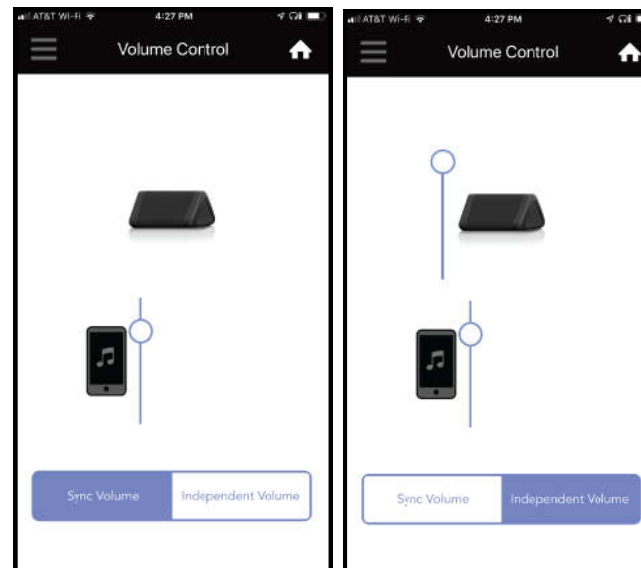 AT&T Wi-Fi 4:27 PM
Volume Control
Sync Volume Independent Volume
AT&T Wi-Fi 4:27 PM
Volume Control
Sync Volume Independent Volume